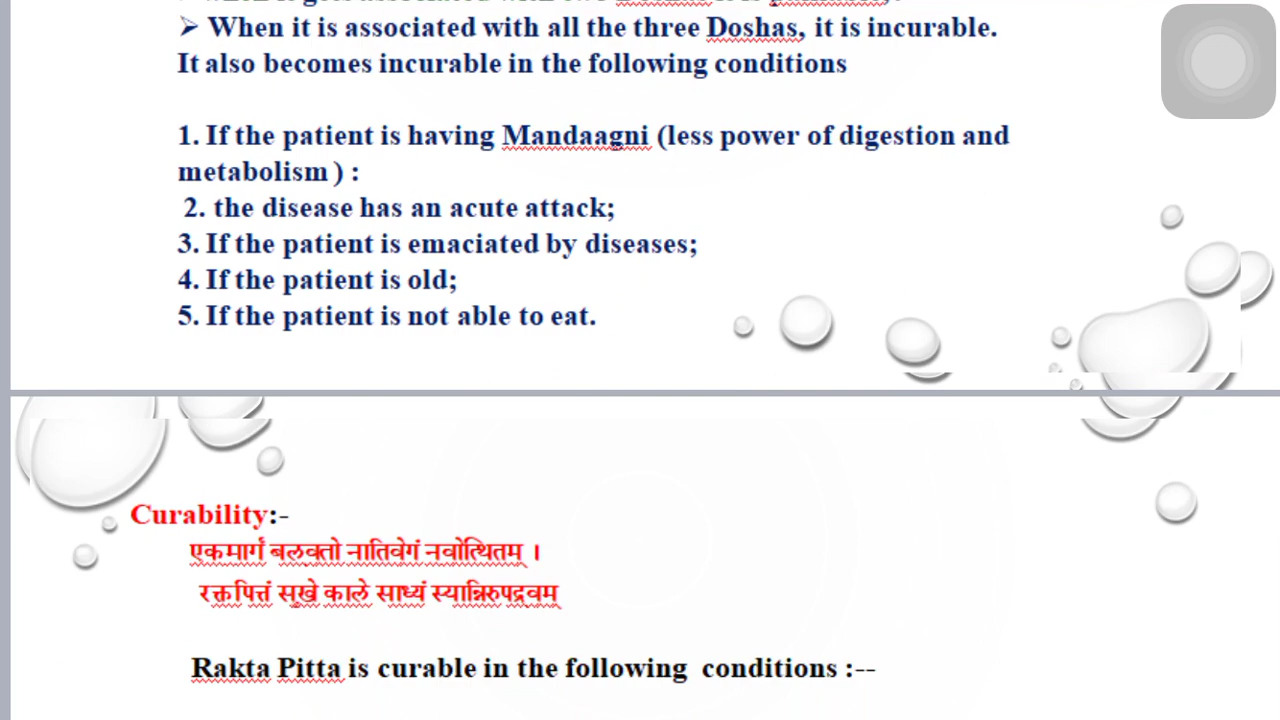 ➢ When it is associated with all the three Doshas, it is incurable.
It also becomes incurable in the following conditions
1. If the patient is having Mandaagni (less power of digestion and
metabolism ) :
2. the disease has an acute attack;
3. If the patient is emaciated by diseases;
4. If the patient is old;
5. If the patient is not able to eat.
Curability:-
एकमार्गं बलवतो नातिवेगं नवोत्थितम् ।
रक्तपित्तं सुखे काले साध्यं स्यान्निरुपद्रवम्
Rakta Pitta is curable in the following conditions :--